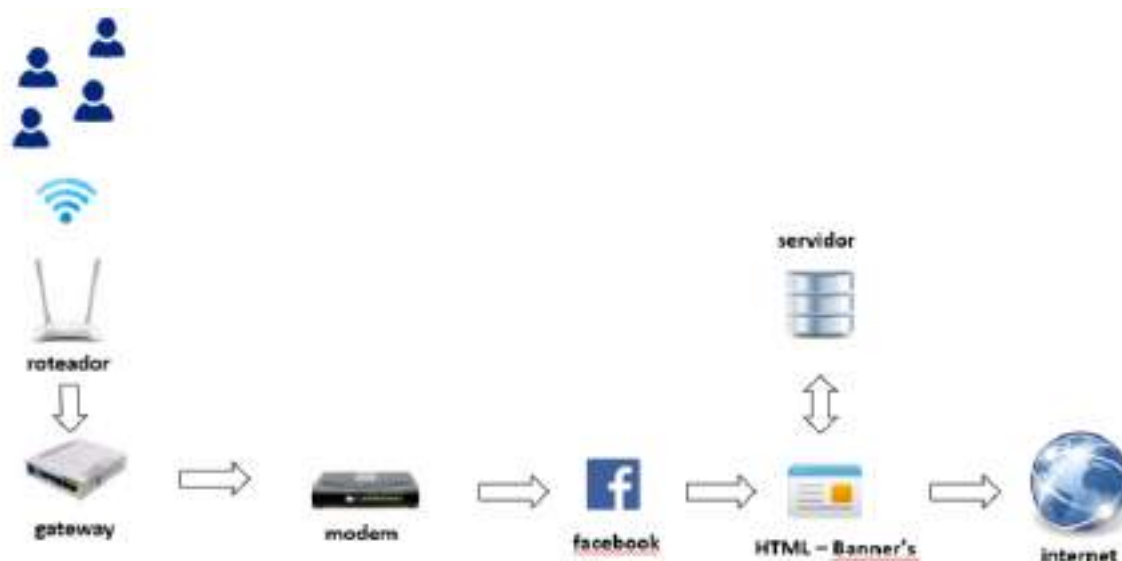 servidor
roteador
gateway
modem
facebook
HTML – Banner's
internet